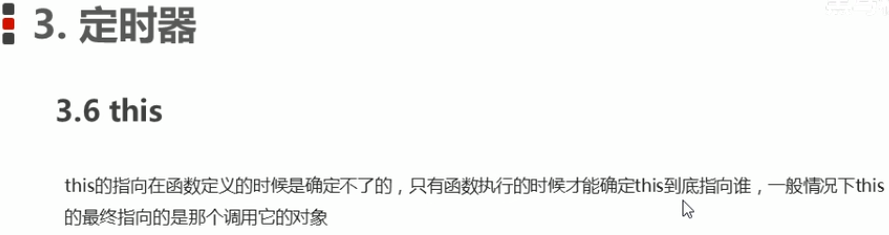 3. 定时器
3.6 this
this的指向在函数定义的时候是确定不了的，只有函数执行的时候才能确定this到底指向谁，一般情况下this
的最终指向的是那个调用它的对象